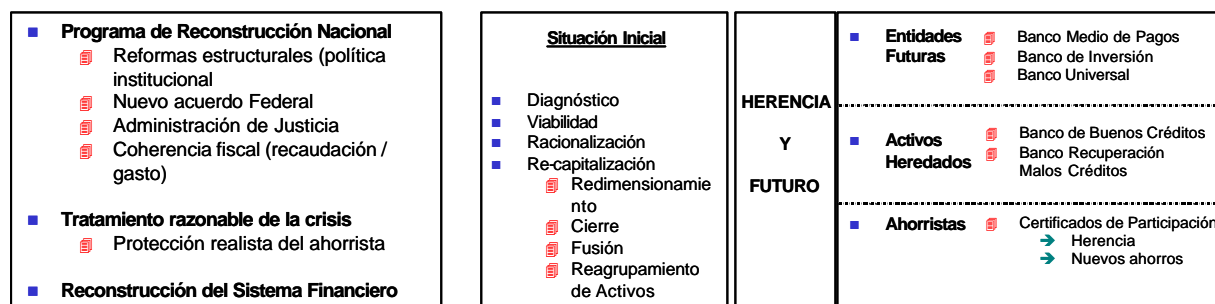 Programa de Reconstrucción Nacional
Reformas estructurales (política
institucional
Nuevo acuerdo Federal
Administración de Justicia
Coherencia fiscal (recaudación /
gasto)
Tratamiento razonable de la crisis
Protección realista del ahorrista
Reconstrucción del Sistema Financiero
Situación Inicial
Diagnóstico
Viabilidad
Racionalización
Re-capitalización
Redimensionamie
nto
Cierre
Fusión
Reagrupamiento
de Activos
HERENCIA
Y
FUTURO
Entidades
Futuras
Banco Medio de Pagos
Banco de Inversión
Banco Universal
Activos
Heredados
Banco de Buenos Créditos
Banco Recuperación
Malos Créditos
Ahorristas
Certificados de Participación
Herencia
Nuevos ahorros